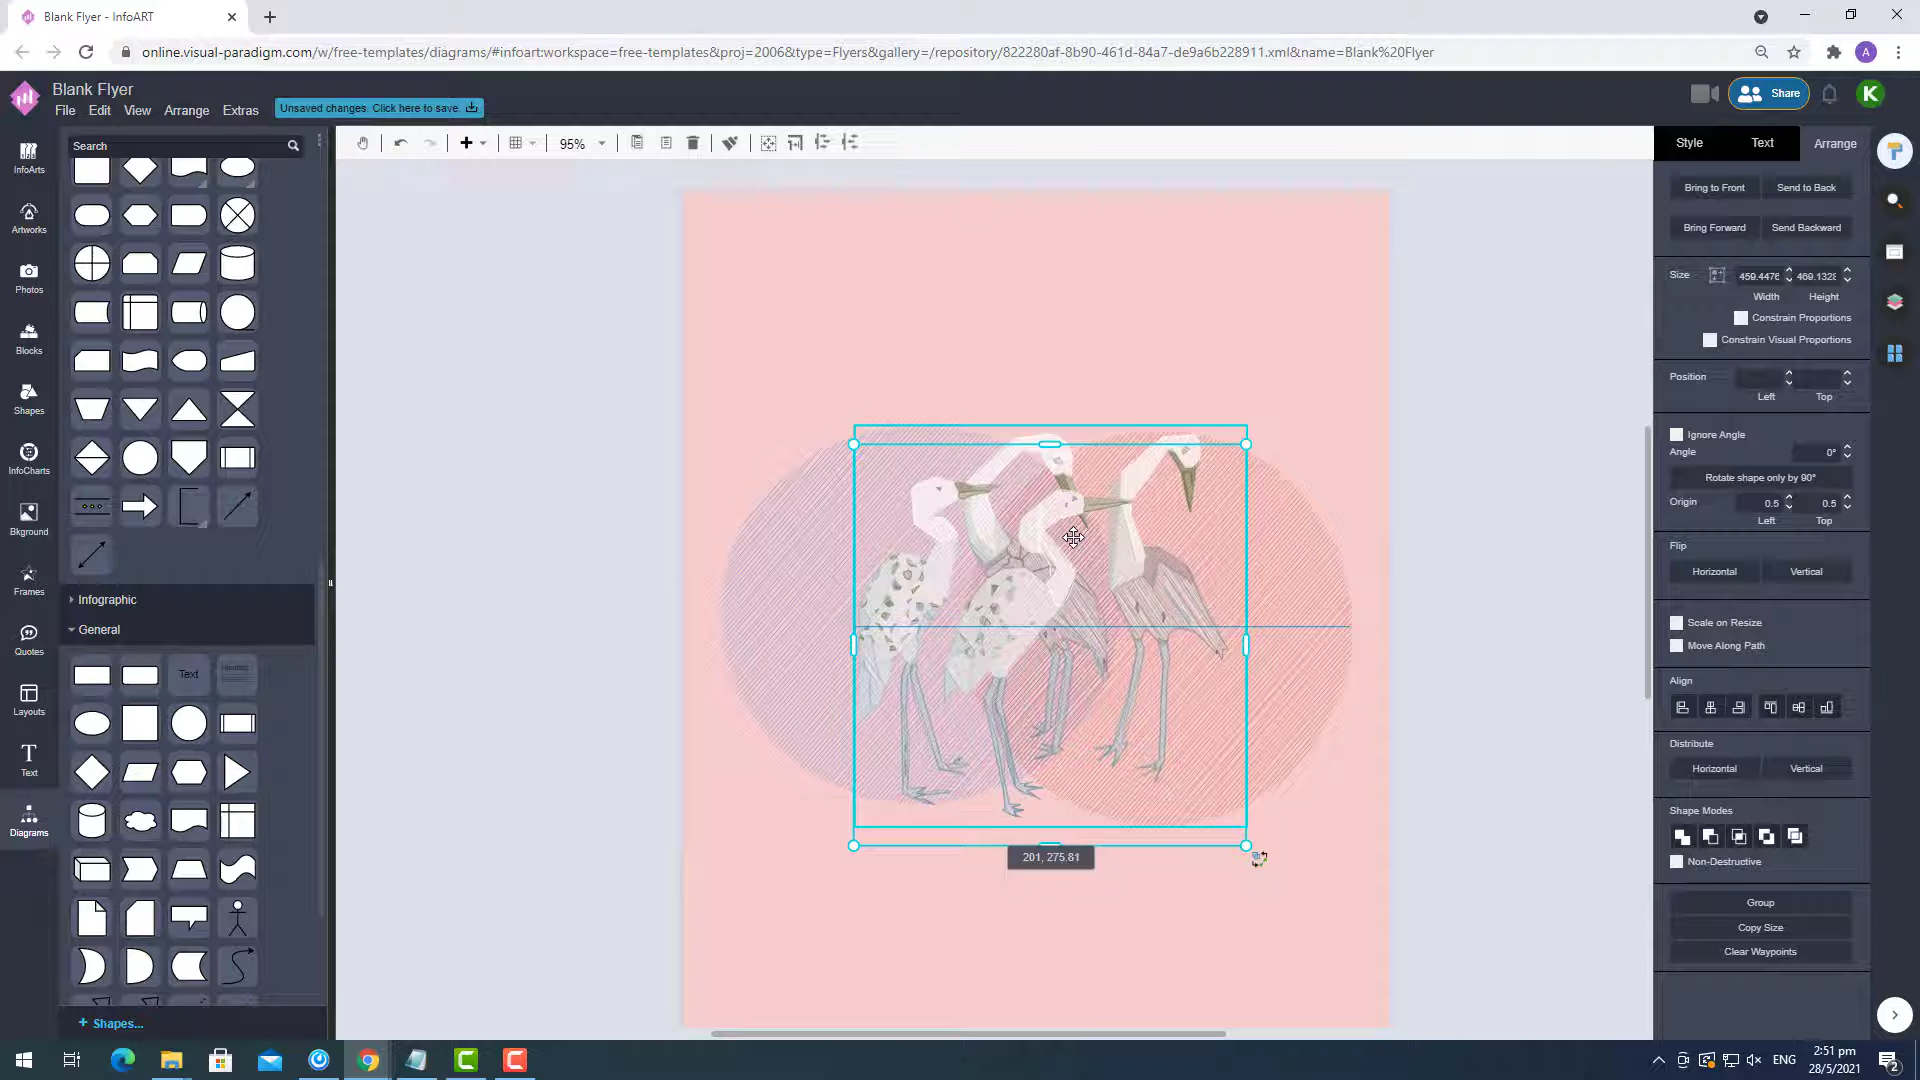 Blank Flyer - InfoART
online.visual-paradigm.com/w/free-templates/diagrams/#infoart:workspace=free-templates&proj=2006&type=Flyers&gallery=/repository/822280af-8b90-461d-84a7-de9a6b228911.xml&name=Blank%20Flyer
A
Blank Flyer
File Edit View Arrange Extras
Unsaved changes. Click here to save.
Share
K
Search
95%
Style Text Arrange
InfoArts
Artworks
Photos
Blocks
Shapes
InfoCharts
Bkground
Frames
Quotes
Layouts
Text
Diagrams
Infographic
General
Text
Heading
+ Shapes...
201, 275.81
Bring to Front Send to Back
Bring Forward Send Backward
Size 459.4476 469.1328
Width Height
Constrain Proportions
Constrain Visual Proportions
Position
Left Top
Ignore Angle
Angle 0°
Rotate shape only by 90°
Origin 0.5 0.5
Left Top
Flip
Horizontal Vertical
Scale on Resize
Move Along Path
Align
Distribute
Horizontal Vertical
Shape Modes
Non-Destructive
Group
Copy Size
Clear Waypoints
ENG
2:51 pm
28/5/2021
2